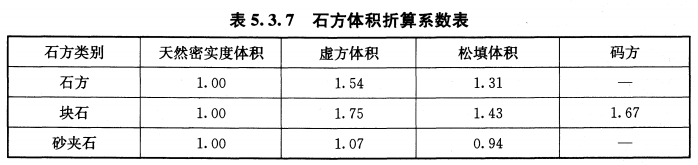 表 5.3.7 石方体积折算系数表
石方类别 天然密实度体积 虚方体积 松填体积 码方
石方 1.00 1.54 1.31 —
块石 1.00 1.75 1.43 1.67
砂夹石 1.00 1.07 0.94 —